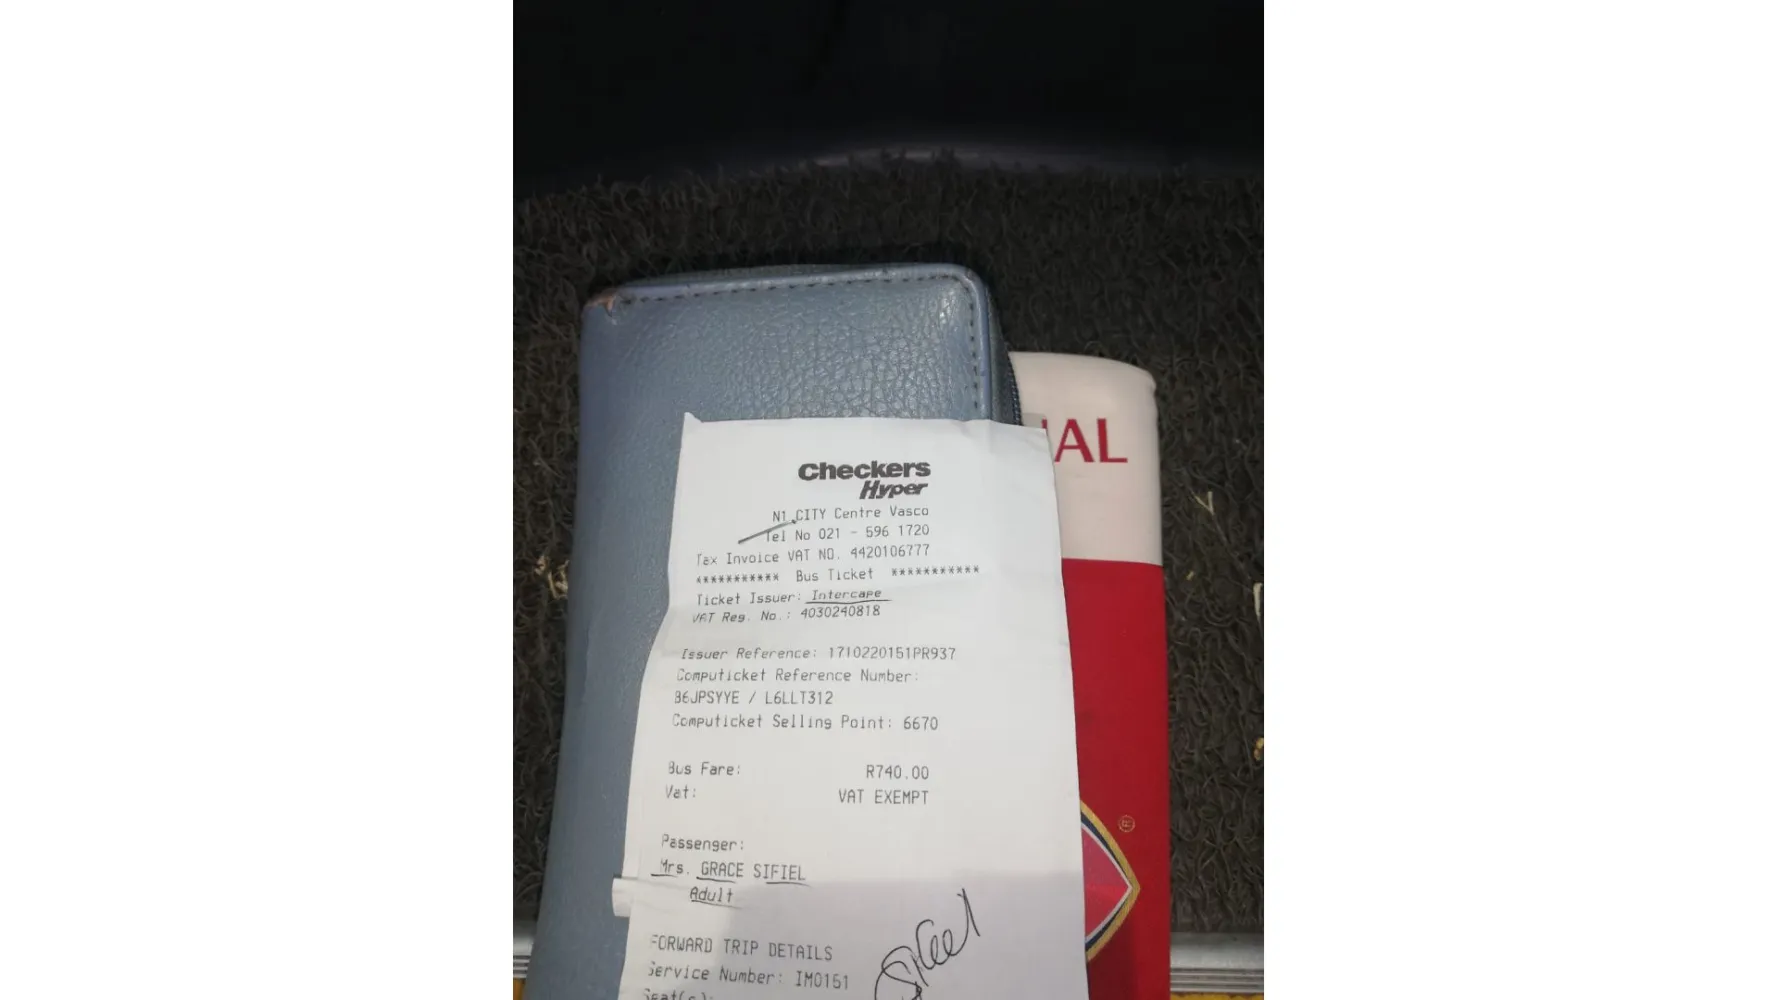 IAL
Checkers
Hyper
N1 CITY Centre Vasco
Tel No 021 - 596 1720
Tax Invoice VAT NO. 4420106777
*********** Bus Ticket ***********
Ticket Issuer: Intercape
VAT Reg. No.: 4030240818
Issuer Reference: 1710220151PR937
Computicket Reference Number:
B6JPSYYE / L6LLT312
Computicket Selling Point: 6670
Bus Fare: R740.00
Vat: VAT EXEMPT
Passenger:
Mrs. GRACE SIFIEL
Adult
FORWARD TRIP DETAILS
Service Number: IM0151
Seat(s):